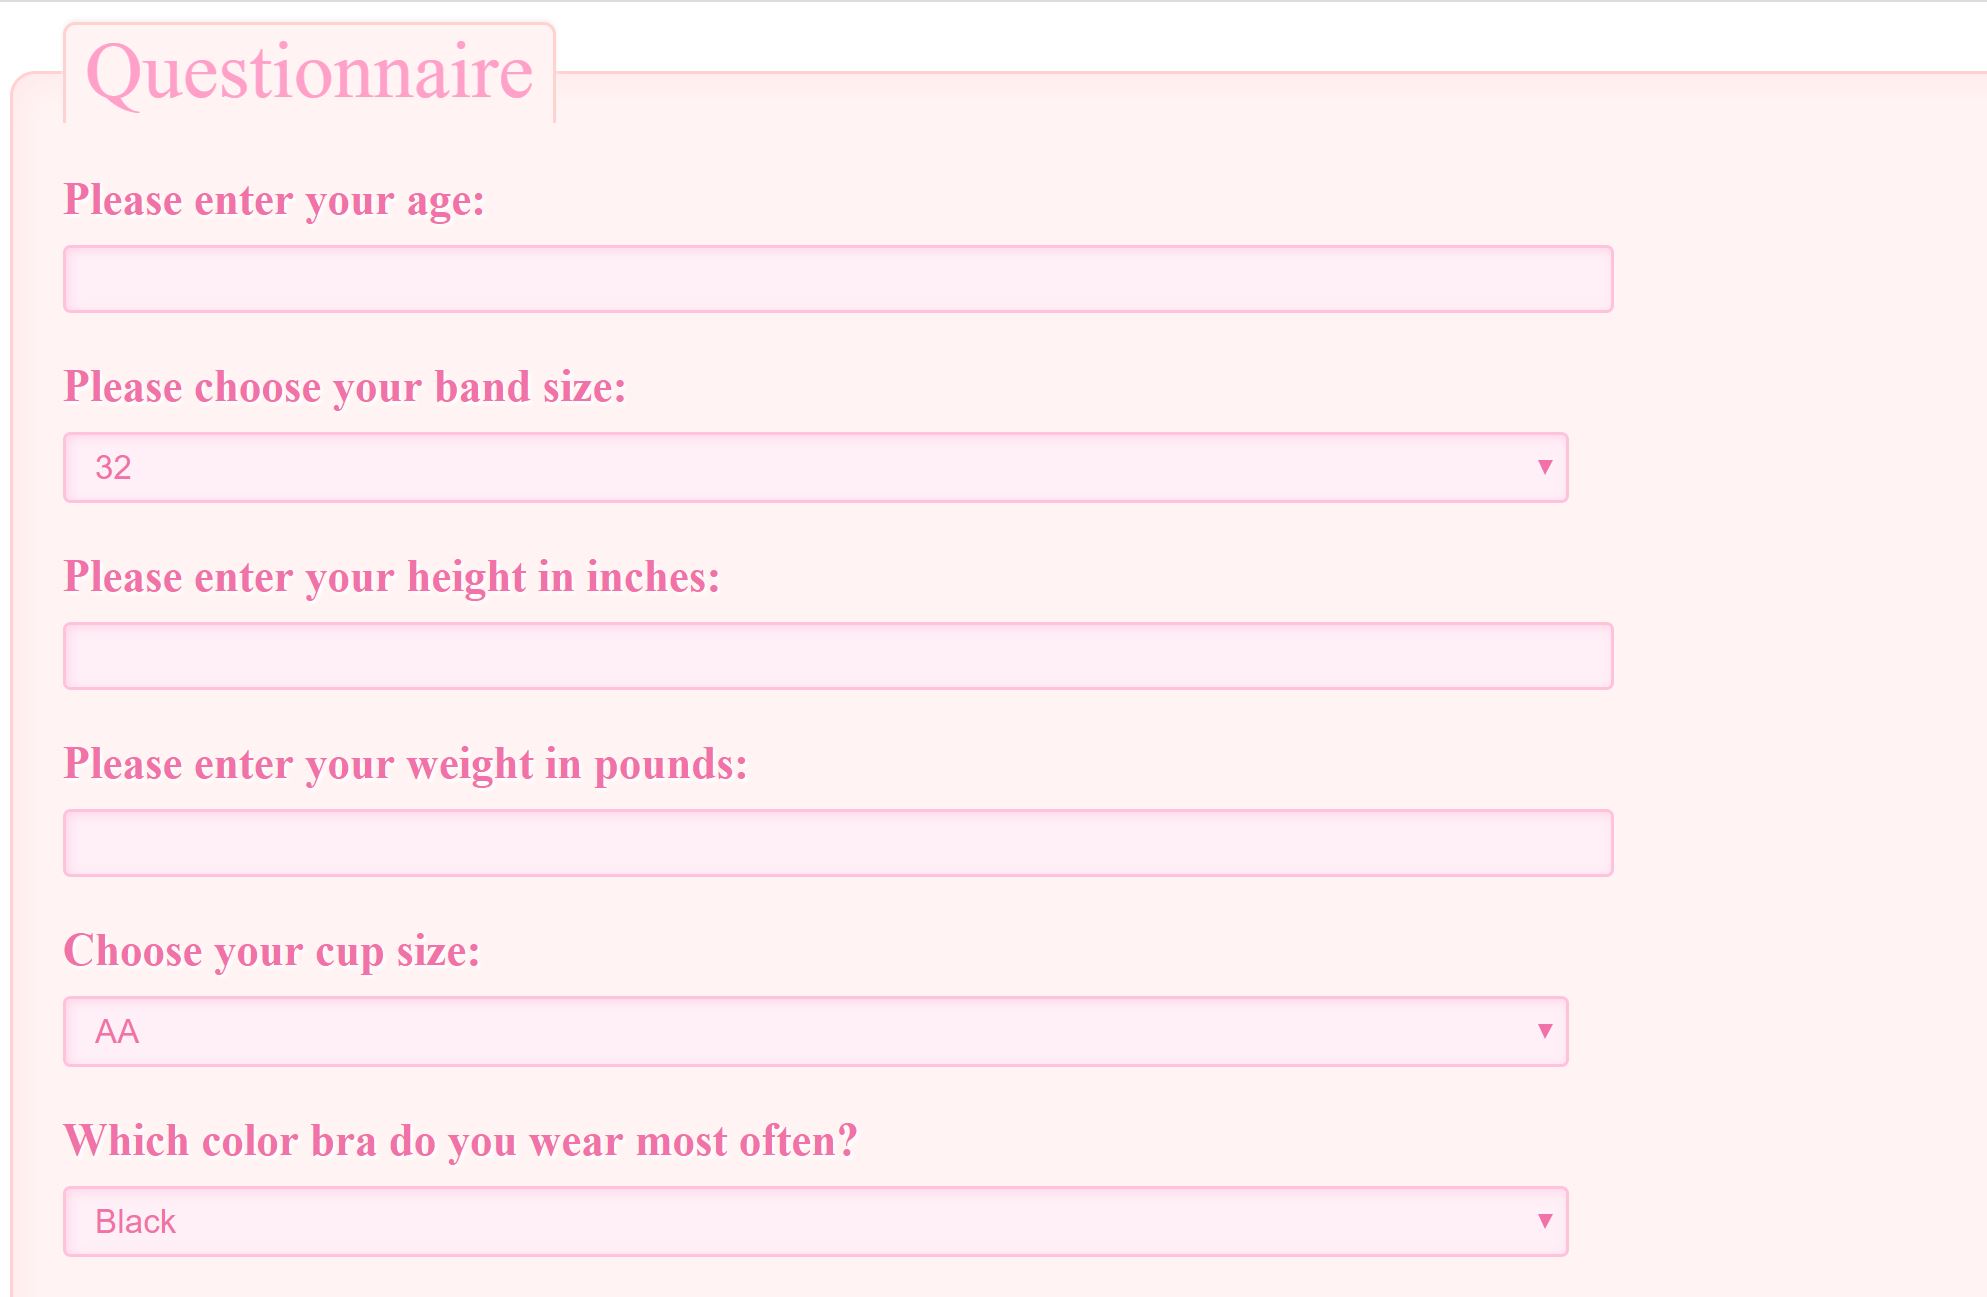 Questionnaire
Please enter your age:
Please choose your band size:
32
Please enter your height in inches:
Please enter your weight in pounds:
Choose your cup size:
AA
Which color bra do you wear most often?
Black